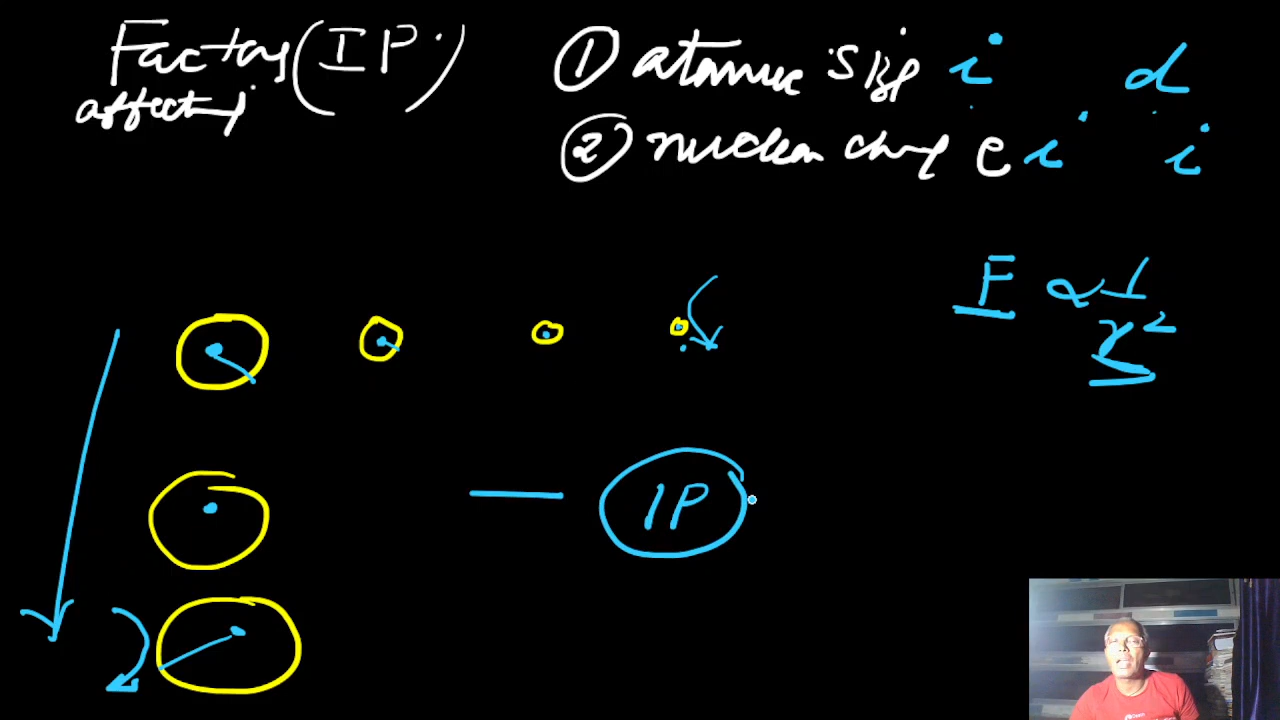 Factors (IP)
affecting
① atomic size i d
② nuclear charge i i
F ∝ 1/r²
IP